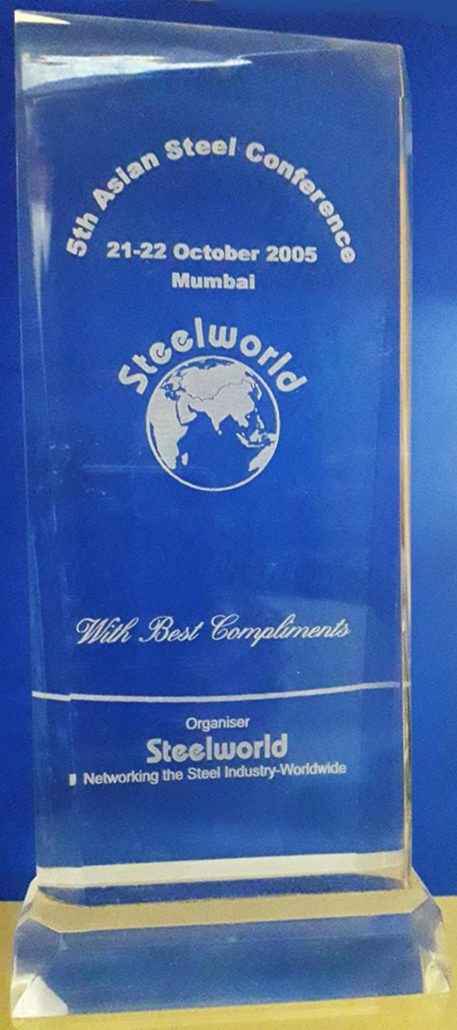 5th Asian Steel Conference
21-22 October 2005
Mumbai
Steelworld
With Best Compliments
Organiser
Steelworld
Networking the Steel Industry-Worldwide